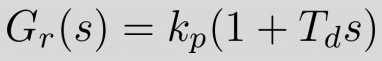 G_r(s) = k_p(1 + T_d s)